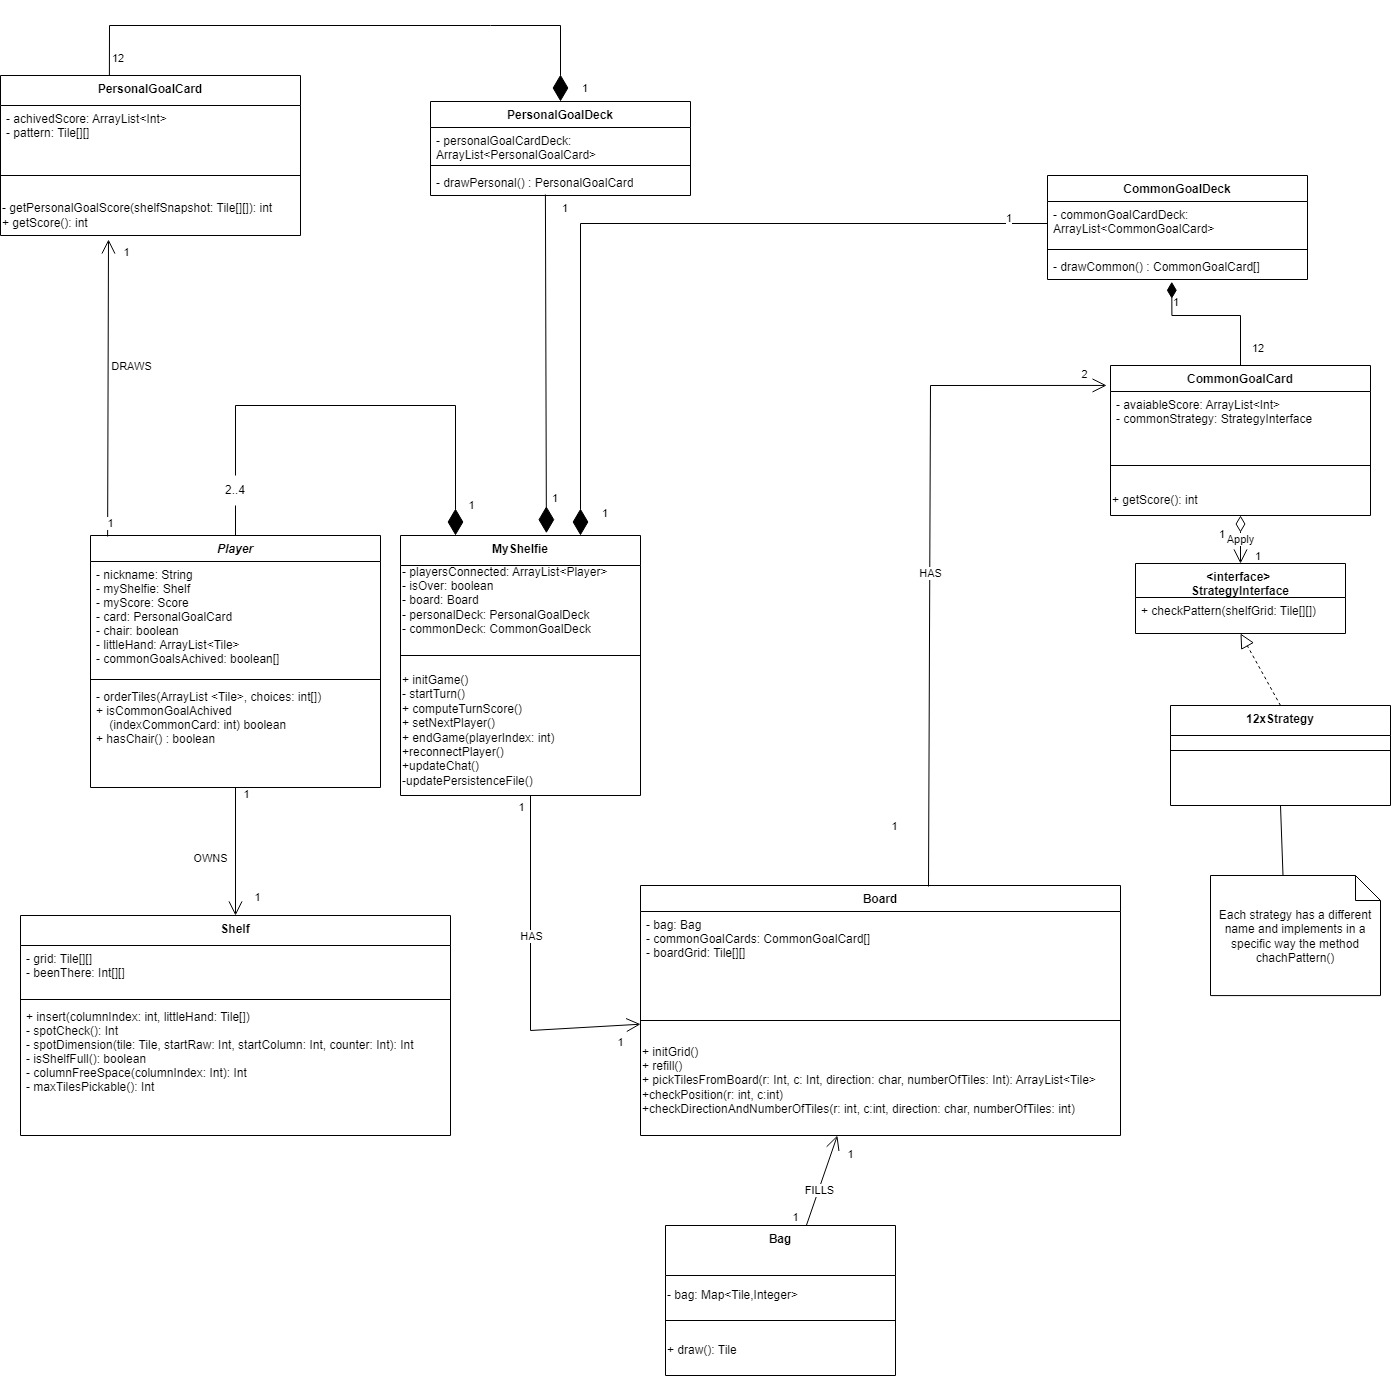 12
PersonalGoalCard
- achivedScore: ArrayList<Int>
- pattern: Tile[][]
- getPersonalGoalScore(shelfSnapshot: Tile[][]): int
+ getScore(): int
1
PersonalGoalDeck
- personalGoalCardDeck:
ArrayList<PersonalGoalCard>
- drawPersonal() : PersonalGoalCard
1
1
CommonGoalDeck
- commonGoalCardDeck:
ArrayList<CommonGoalCard>
- drawCommon() : CommonGoalCard[]
1
12
1
DRAWS
1
2
CommonGoalCard
- avaiableScore: ArrayList<Int>
- commonStrategy: StrategyInterface
+ getScore(): int
1
Apply
1
<interface>
StrategyInterface
+ checkPattern(shelfGrid: Tile[][])
12xStrategy
Each strategy has a different
name and implements in a
specific way the method
chachPattern()
2..4
1
1
1
Player
- nickname: String
- myShelfie: Shelf
- myScore: Score
- card: PersonalGoalCard
- chair: boolean
- littleHand: ArrayList<Tile>
- commonGoalsAchived: boolean[]
- orderTiles(ArrayList <Tile>, choices: int[])
+ isCommonGoalAchived
(indexCommonCard: int) boolean
+ hasChair() : boolean
MyShelfie
- playersConnected: ArrayList<Player>
- isOver: boolean
- board: Board
- personalDeck: PersonalGoalDeck
- commonDeck: CommonGoalDeck
+ initGame()
- startTurn()
+ computeTurnScore()
+ setNextPlayer()
+ endGame(playerIndex: int)
+reconnectPlayer()
+updateChat()
-updatePersistenceFile()
HAS
1
1
OWNS
1
Shelf
- grid: Tile[][]
- beenThere: Int[][]
+ insert(columnIndex: int, littleHand: Tile[])
- spotCheck(): Int
- spotDimension(tile: Tile, startRaw: Int, startColumn: Int, counter: Int): Int
- isShelfFull(): boolean
- columnFreeSpace(columnIndex: Int): Int
- maxTilesPickable(): Int
1
HAS
1
1
Board
- bag: Bag
- commonGoalCards: CommonGoalCard[]
- boardGrid: Tile[][]
+ initGrid()
+ refill()
+ pickTilesFromBoard(r: Int, c: Int, direction: char, numberOfTiles: Int): ArrayList<Tile>
+checkPosition(r: int, c:int)
+checkDirectionAndNumberOfTiles(r: int, c:int, direction: char, numberOfTiles: int)
1
FILLS
1
Bag
- bag: Map<Tile,Integer>
+ draw(): Tile